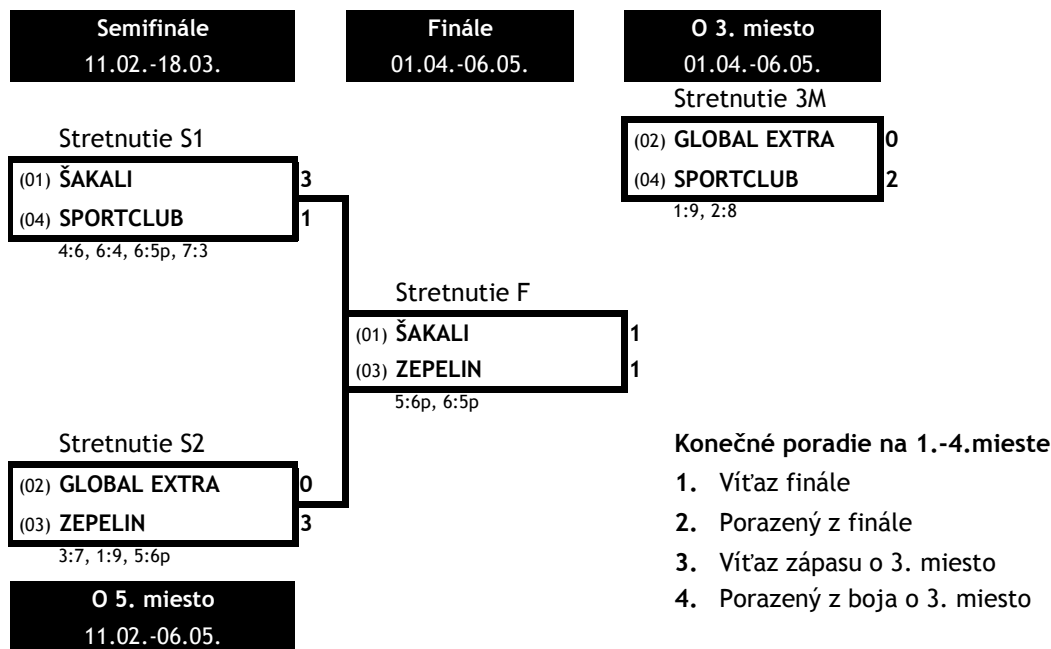 Semifinále
11.02.-18.03.
Finále
01.04.-06.05.
O 3. miesto
01.04.-06.05.
Stretnutie 3M
(02) GLOBAL EXTRA 0
(04) SPORTCLUB 2
1:9, 2:8
Stretnutie S1
(01) ŠAKALI 3
(04) SPORTCLUB 1
4:6, 6:4, 6:5p, 7:3
Stretnutie F
(01) ŠAKALI 1
(03) ZEPELIN 1
5:6p, 6:5p
Stretnutie S2
(02) GLOBAL EXTRA 0
(03) ZEPELIN 3
3:7, 1:9, 5:6p
Konečné poradie na 1.-4.mieste
1. Víťaz finále
2. Porazený z finále
3. Víťaz zápasu o 3. miesto
4. Porazený z boja o 3. miesto
O 5. miesto
11.02.-06.05.